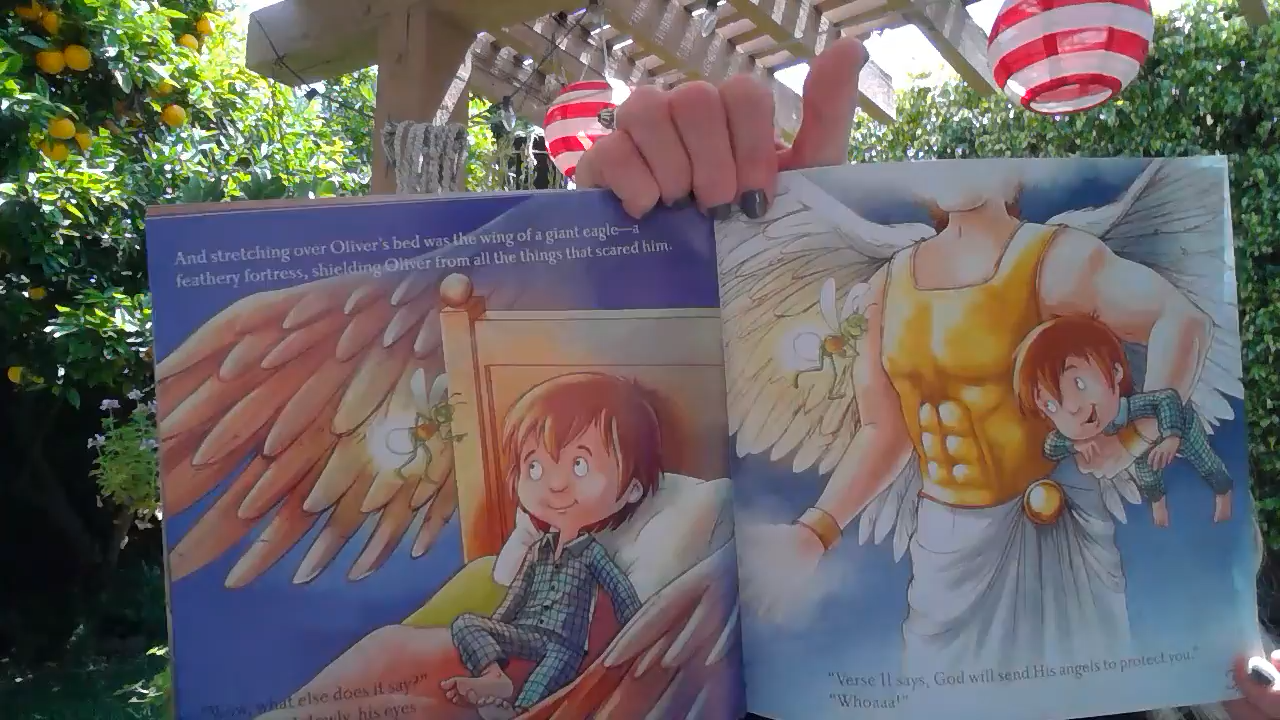 And stretching over Oliver's bed was the wing of a giant eagle—a
feathery fortress, shielding Oliver from all the things that scared him.
what else does it say?"
his eyes
"Verse 11 says, God will send His angels to protect you."
"Whoaaa!"